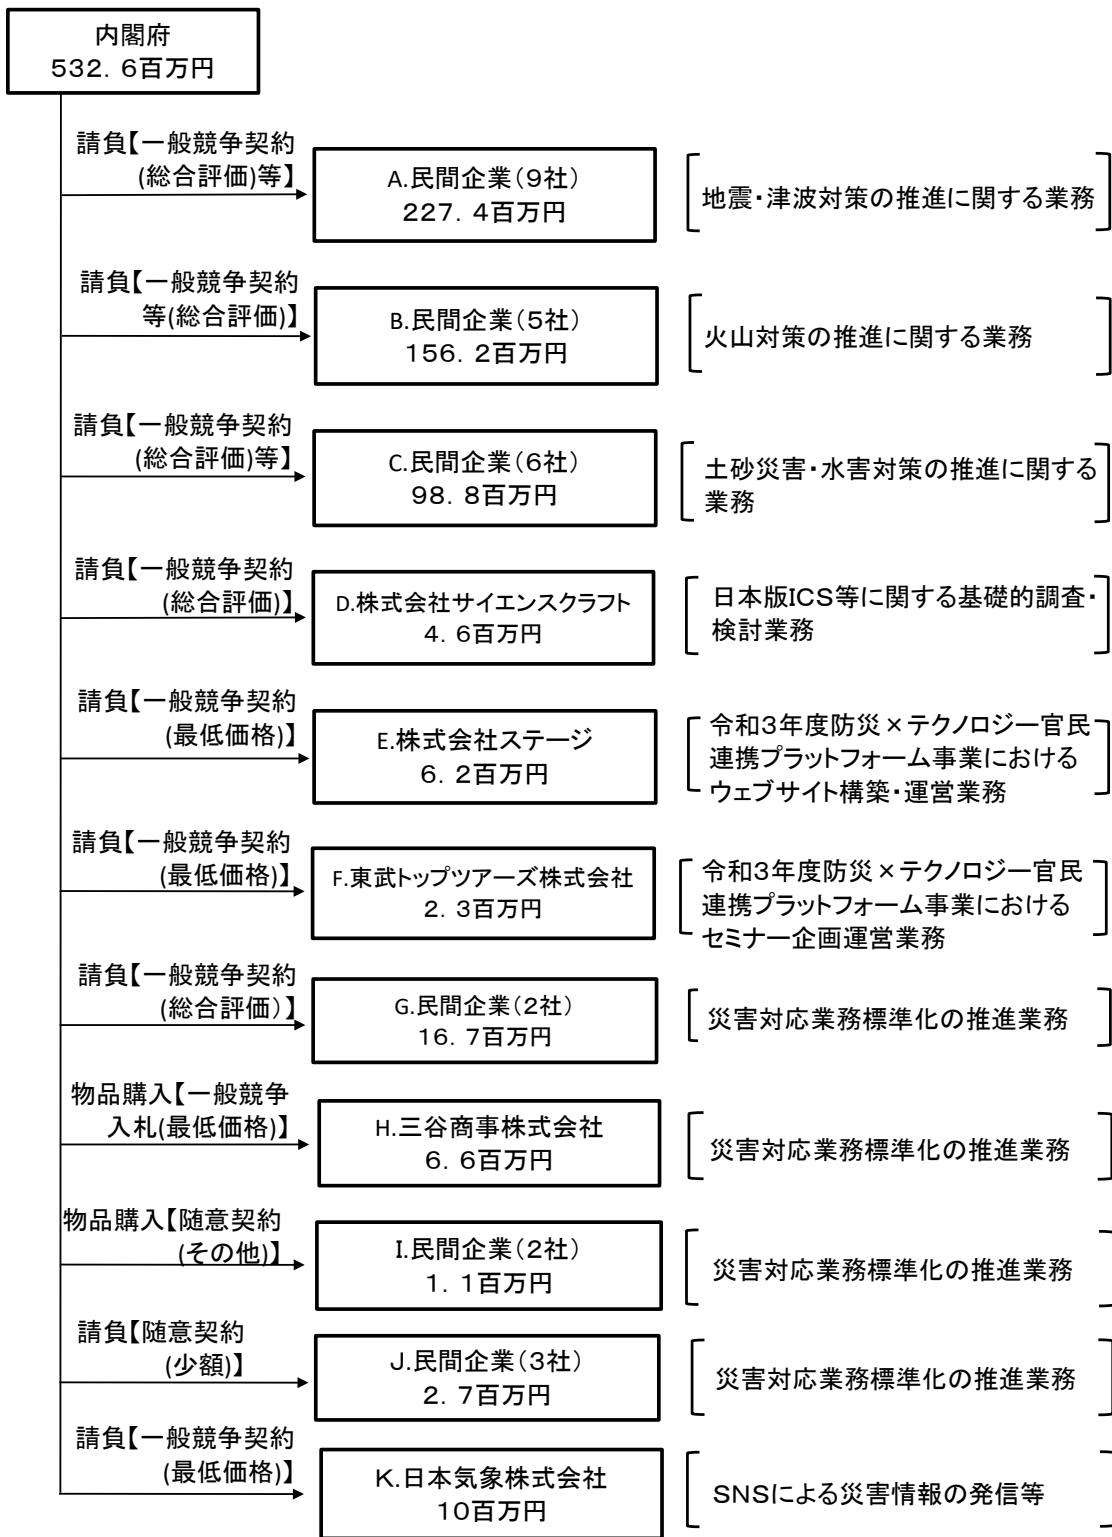 内閣府
532．6百万円
請負【一般競争契約
(総合評価)等】
A.民間企業（9社）
227．4百万円
地震・津波対策の推進に関する業務
請負【一般競争契約
等(総合評価)】
B.民間企業（5社）
156．2百万円
火山対策の推進に関する業務
請負【一般競争契約
(総合評価)等】
C.民間企業（6社）
98．8百万円
土砂災害・水害対策の推進に関する
業務
請負【一般競争契約
(総合評価)】
D.株式会社サイエンスクラフト
4．6百万円
日本版ICS等に関する基礎的調査・
検討業務
請負【一般競争契約
(最低価格)】
E.株式会社ステージ
6．2百万円
令和3年度防災×テクノロジー官民
連携プラットフォーム事業における
ウェブサイト構築・運営業務
請負【一般競争契約
(最低価格)】
F.東武トップツアーズ株式会社
2．3百万円
令和3年度防災×テクノロジー官民
連携プラットフォーム事業における
セミナー企画運営業務
請負【一般競争契約
(総合評価）】
G.民間企業（2社）
16．7百万円
災害対応業務標準化の推進業務
物品購入【一般競争
入札(最低価格)】
H.三谷商事株式会社
6．6百万円
災害対応業務標準化の推進業務
物品購入【随意契約
(その他)】
I.民間企業（2社）
1．1百万円
災害対応業務標準化の推進業務
請負【随意契約
(少額)】
J.民間企業（3社）
2．7百万円
災害対応業務標準化の推進業務
請負【一般競争契約
(最低価格)】
K.日本気象株式会社
10百万円
SNSによる災害情報の発信等